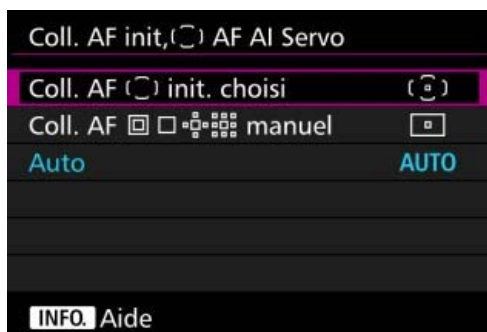 Coll. AF init,( ) AF AI Servo
Coll. AF ( ) init. choisi
Coll. AF manuel
Auto AUTO
INFO. Aide